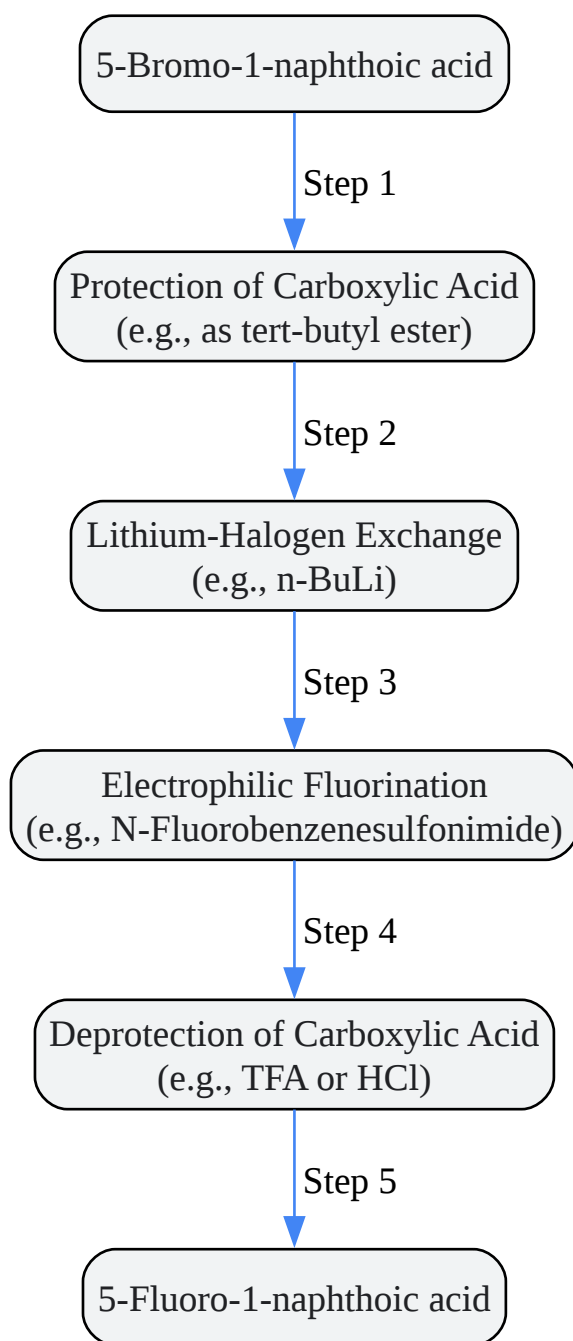 5-Bromo-1-naphthoic acid
Step 1
Protection of Carboxylic Acid
(e.g., as tert-butyl ester)
Step 2
Lithium-Halogen Exchange
(e.g., n-BuLi)
Step 3
Electrophilic Fluorination
(e.g., N-Fluorobenzenesulfonimide)
Step 4
Deprotection of Carboxylic Acid
(e.g., TFA or HCl)
Step 5
5-Fluoro-1-naphthoic acid